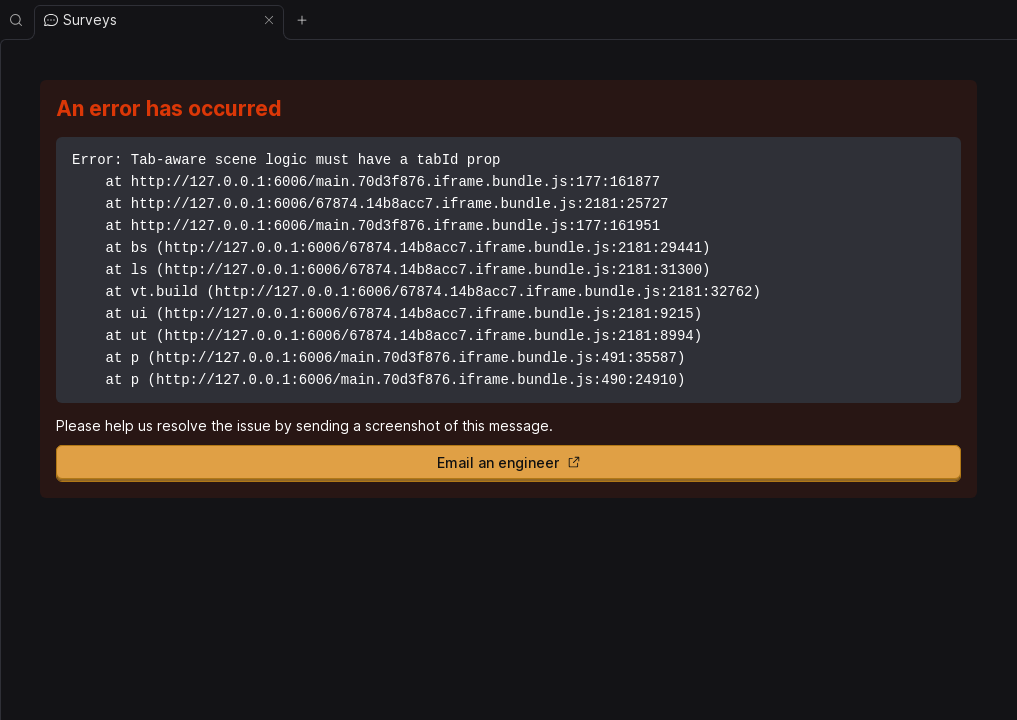 Surveys
An error has occurred
Error: Tab-aware scene logic must have a tabId prop
    at http://127.0.0.1:6006/main.70d3f876.iframe.bundle.js:177:161877
    at http://127.0.0.1:6006/67874.14b8acc7.iframe.bundle.js:2181:25727
    at http://127.0.0.1:6006/main.70d3f876.iframe.bundle.js:177:161951
    at bs (http://127.0.0.1:6006/67874.14b8acc7.iframe.bundle.js:2181:29441)
    at ls (http://127.0.0.1:6006/67874.14b8acc7.iframe.bundle.js:2181:31300)
    at vt.build (http://127.0.0.1:6006/67874.14b8acc7.iframe.bundle.js:2181:32762)
    at ui (http://127.0.0.1:6006/67874.14b8acc7.iframe.bundle.js:2181:9215)
    at ut (http://127.0.0.1:6006/67874.14b8acc7.iframe.bundle.js:2181:8994)
    at p (http://127.0.0.1:6006/main.70d3f876.iframe.bundle.js:491:35587)
    at p (http://127.0.0.1:6006/main.70d3f876.iframe.bundle.js:490:24910)
Please help us resolve the issue by sending a screenshot of this message.
Email an engineer